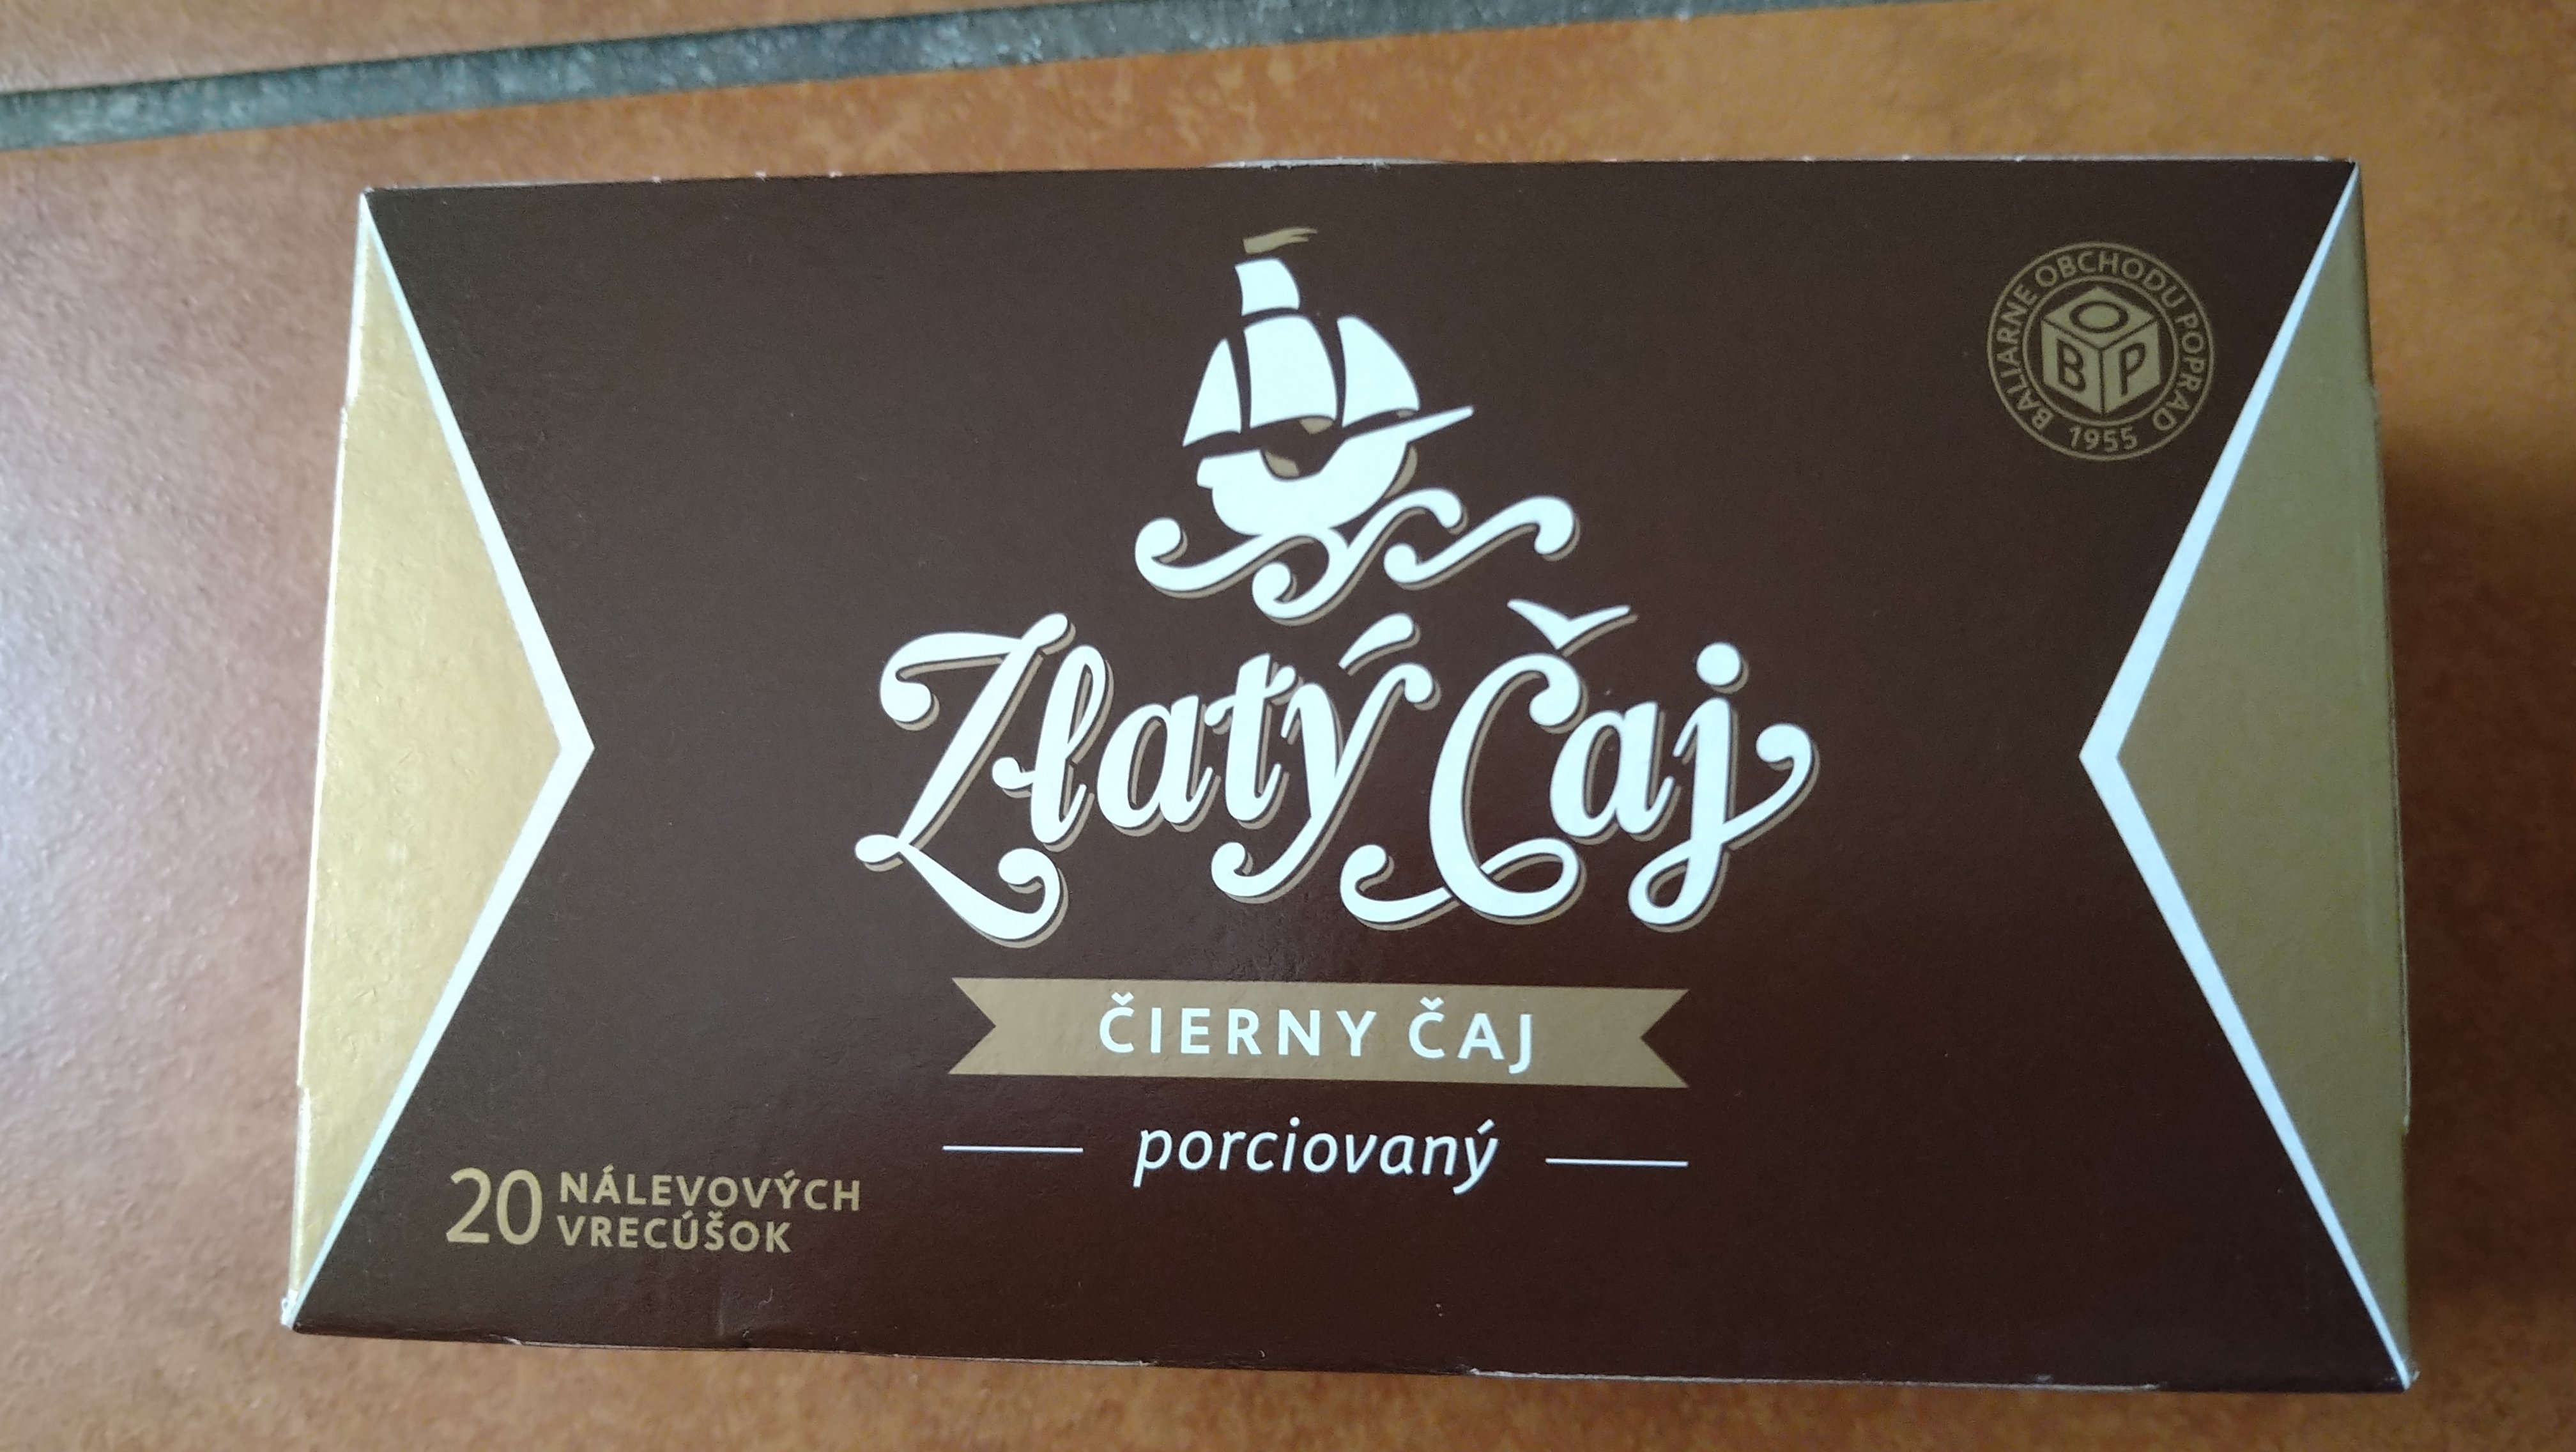 BALIARNE OBCHODU POPRAD
O
B P
1955
Zlatý Čaj
ČIERNY ČAJ
porciovaný
20 NÁLEVOVÝCH
VRECÚŠOK